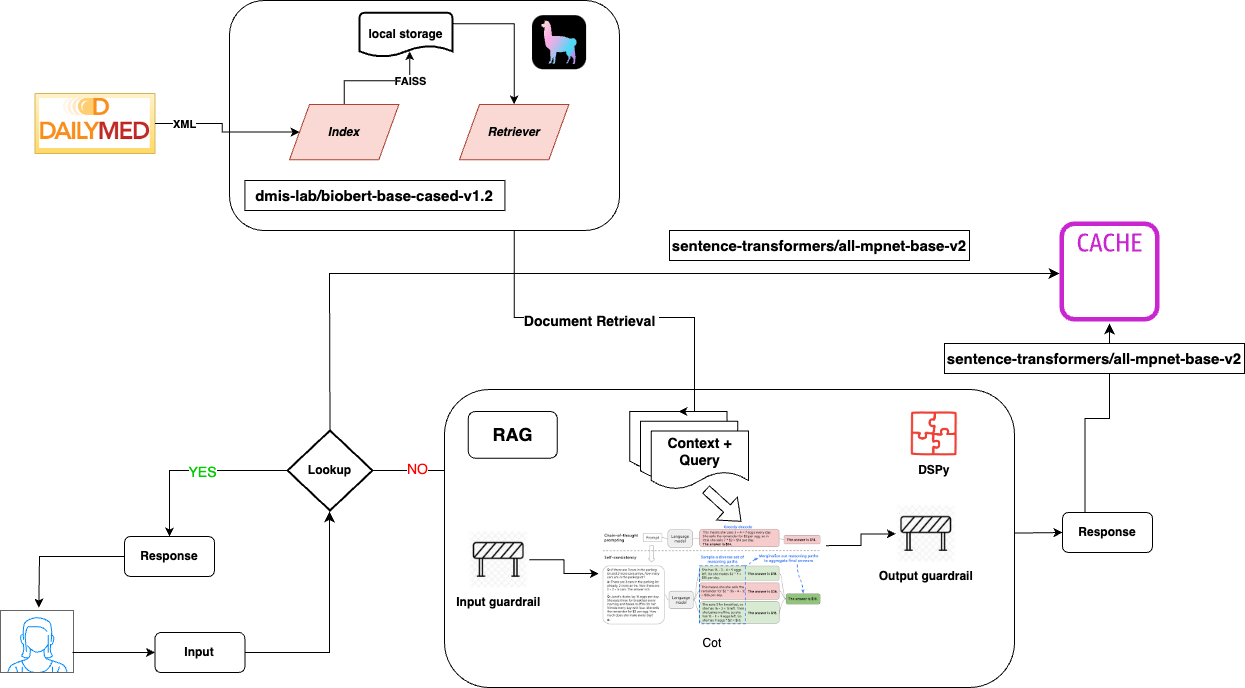 local storage
FAISS
DAILYMED
XML
Index
Retriever
dmis-lab/biobert-base-cased-v1.2
sentence-transformers/all-mpnet-base-v2
CACHE
Document Retrieval
sentence-transformers/all-mpnet-base-v2
RAG
Context +
Query
DSPy
Lookup
YES
NO
Response
Input
Input guardrail
Chain-of-thought
prompting
Prompt
Language
model
Greedy decode
The answer is $18.
Self-consistency
Sample a diverse set of
reasoning paths
Marginalize out reasoning paths
to aggregate final answers
Language
model
The answer is $18.
The answer is $26.
The answer is $18.
The answer is $18.
Cot
Output guardrail
Response